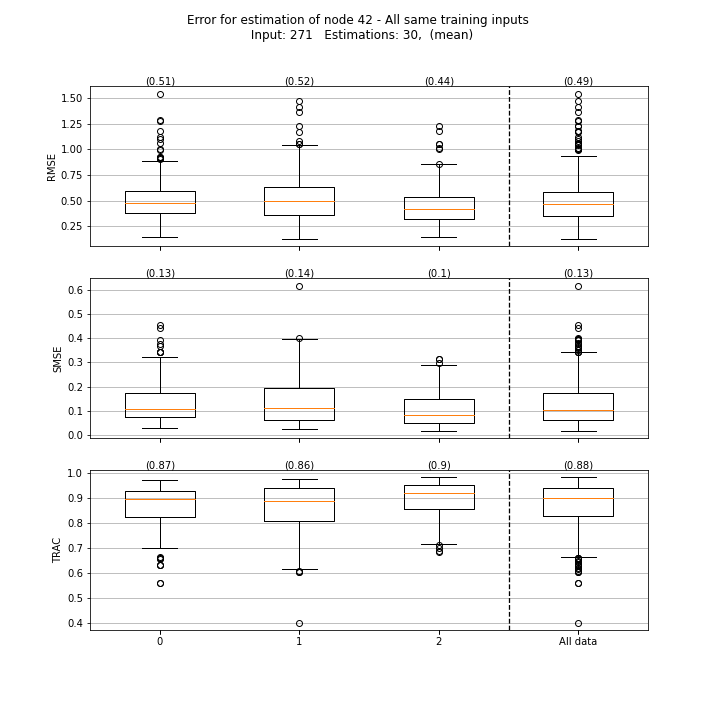 Error for estimation of node 42 - All same training inputs
Input: 271   Estimations: 30,  (mean)
(0.51) (0.52) (0.44) (0.49)
1.50
1.25
1.00
0.75
0.50
0.25
RMSE
(0.13) (0.14) (0.1) (0.13)
0.6
0.5
0.4
0.3
0.2
0.1
0.0
SMSE
(0.87) (0.86) (0.9) (0.88)
1.0
0.9
0.8
0.7
0.6
0.5
0.4
TRAC
0 1 2 All data